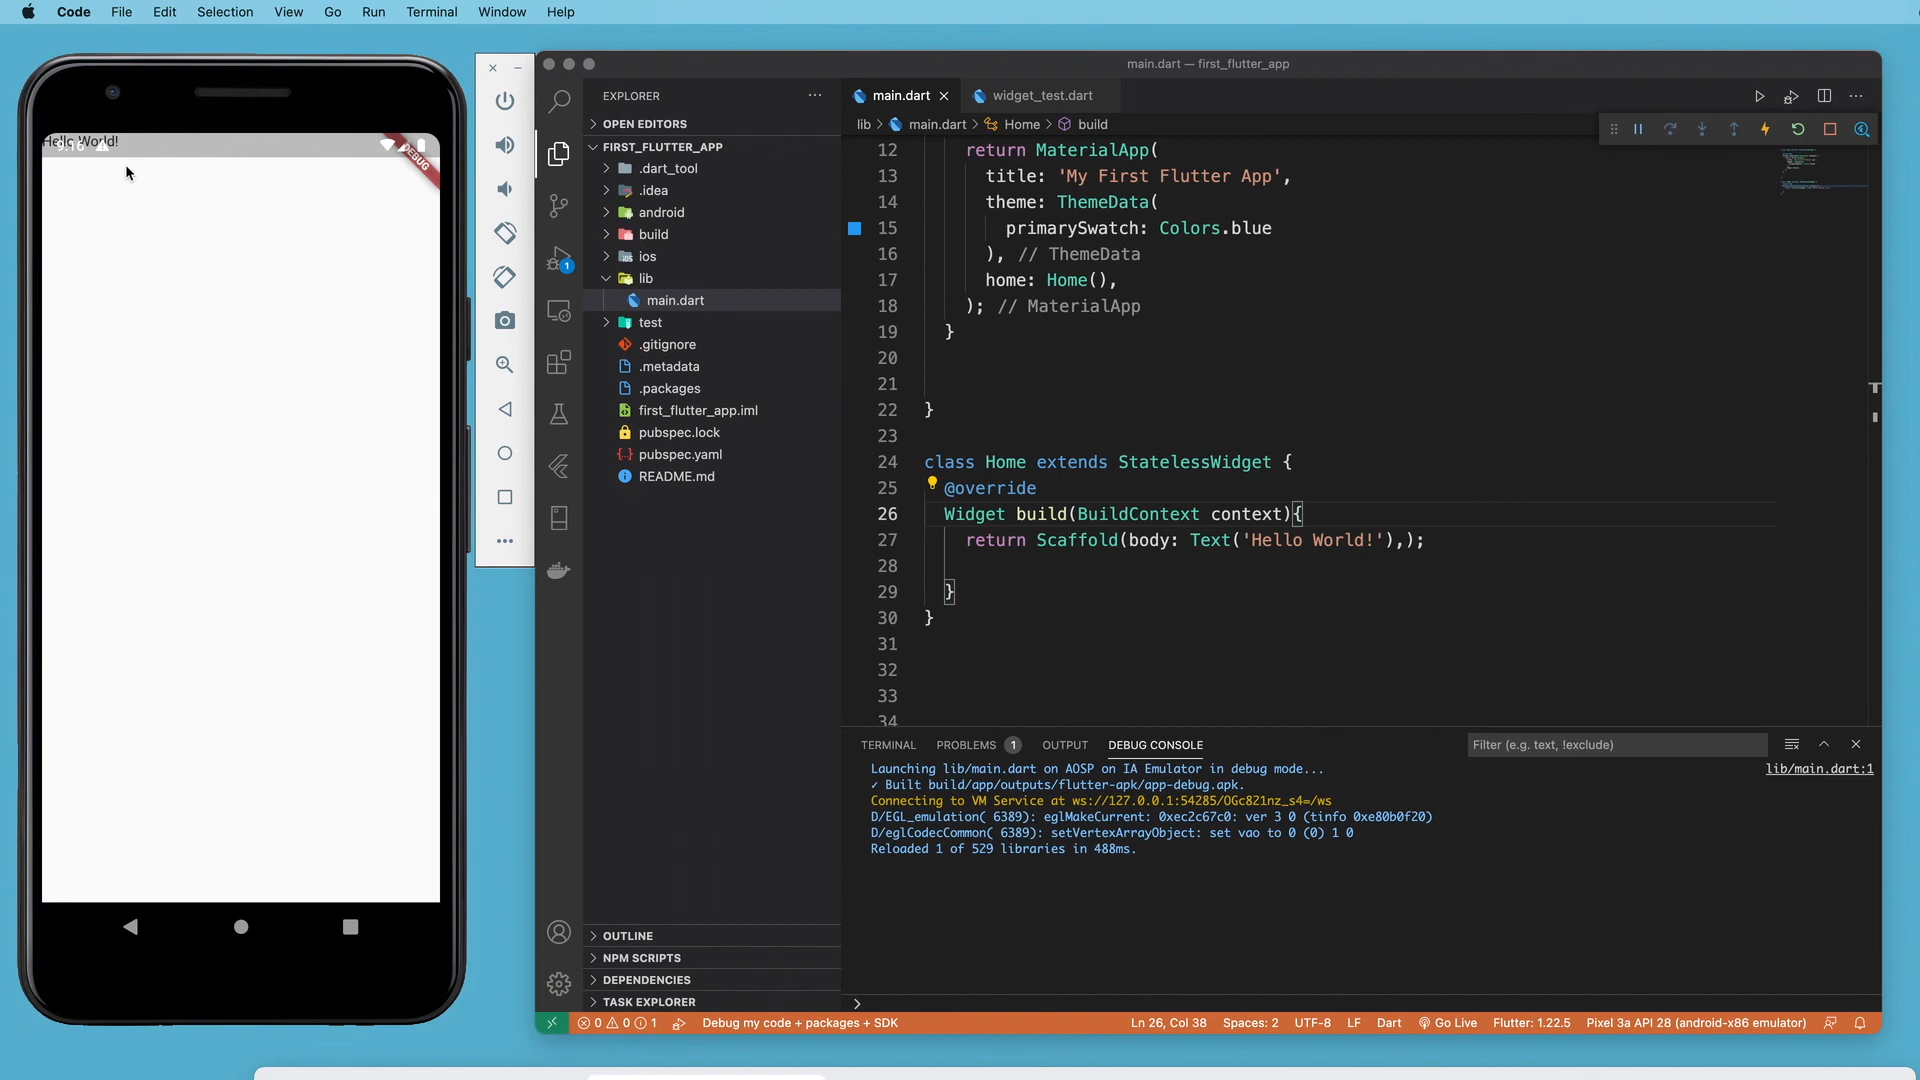 Code File Edit Selection View Go Run Terminal Window Help
Hello World!
9:16
DEBUG
main.dart — first_flutter_app
EXPLORER
OPEN EDITORS
FIRST_FLUTTER_APP
.dart_tool
.idea
android
build
ios
lib
main.dart
test
.gitignore
.metadata
.packages
first_flutter_app.iml
pubspec.lock
pubspec.yaml
README.md
OUTLINE
NPM SCRIPTS
DEPENDENCIES
TASK EXPLORER
1
main.dart widget_test.dart
lib > main.dart > Home > build
12 return MaterialApp(
13 title: 'My First Flutter App',
14 theme: ThemeData(
15 primarySwatch: Colors.blue
16 ), // ThemeData
17 home: Home(),
18 ); // MaterialApp
19 }
20
21
22 }
23
24 class Home extends StatelessWidget {
25 @override
26 Widget build(BuildContext context){
27 return Scaffold(body: Text('Hello World!'),);
28
29 }
30 }
31
32
33
34
TERMINAL PROBLEMS 1 OUTPUT DEBUG CONSOLE Filter (e.g. text, !exclude)
Launching lib/main.dart on AOSP on IA Emulator in debug mode... lib/main.dart:1
✓ Built build/app/outputs/flutter-apk/app-debug.apk.
Connecting to VM Service at ws://127.0.0.1:54285/OGc821nz_s4=/ws
D/EGL_emulation( 6389): eglMakeCurrent: 0xec2c67c0: ver 3 0 (tinfo 0xe80b0f20)
D/eglCodecCommon( 6389): setVertexArrayObject: set vao to 0 (0) 1 0
Reloaded 1 of 529 libraries in 488ms.
>
0 0 1 Debug my code + packages + SDK Ln 26, Col 38 Spaces: 2 UTF-8 LF Dart Go Live Flutter: 1.22.5 Pixel 3a API 28 (android-x86 emulator)